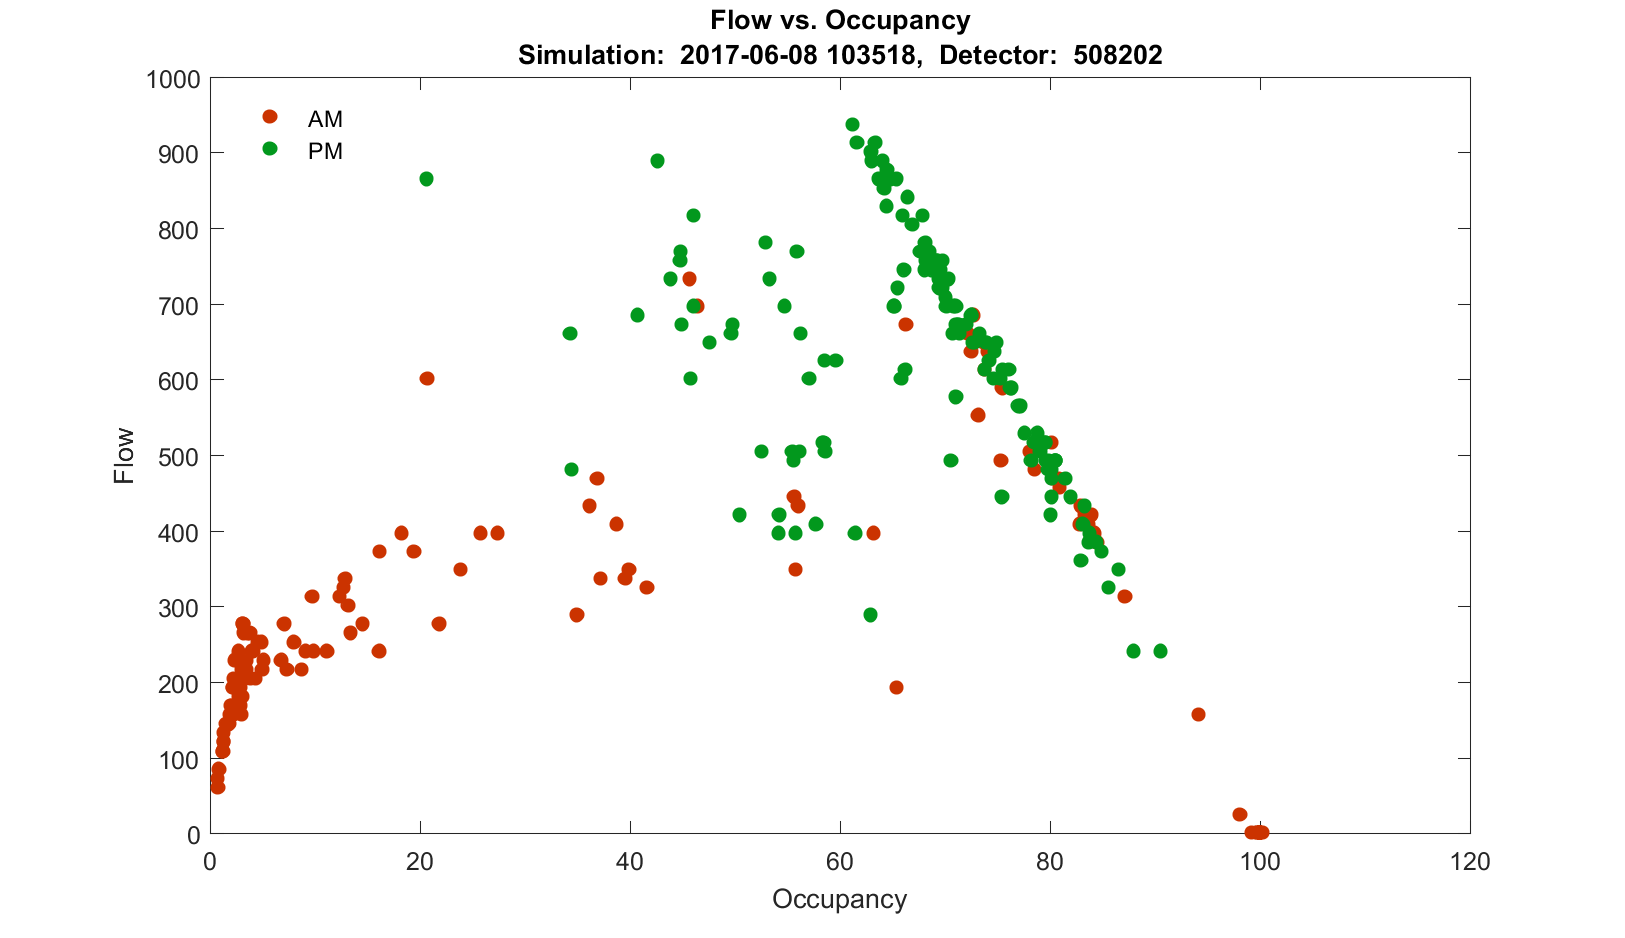 Flow vs. Occupancy
Simulation:  2017-06-08 103518,  Detector:  508202
1000
900
800
700
600
500
400
300
200
100
0
Flow
AM
PM
0 20 40 60 80 100 120
Occupancy